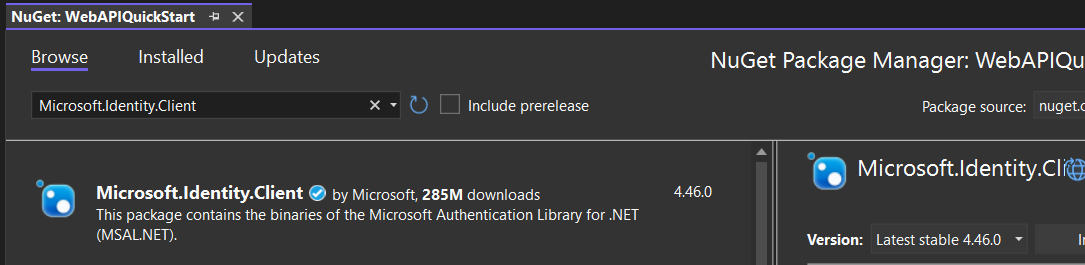 NuGet: WebAPIQuickStart
Browse Installed Updates
NuGet Package Manager: WebAPIQu
Microsoft.Identity.Client
Include prerelease
Package source: nuget.o
Microsoft.Identity.Client by Microsoft, 285M downloads 4.46.0
This package contains the binaries of the Microsoft Authentication Library for .NET
(MSAL.NET).
Microsoft.Identity.Cli
Version: Latest stable 4.46.0 In